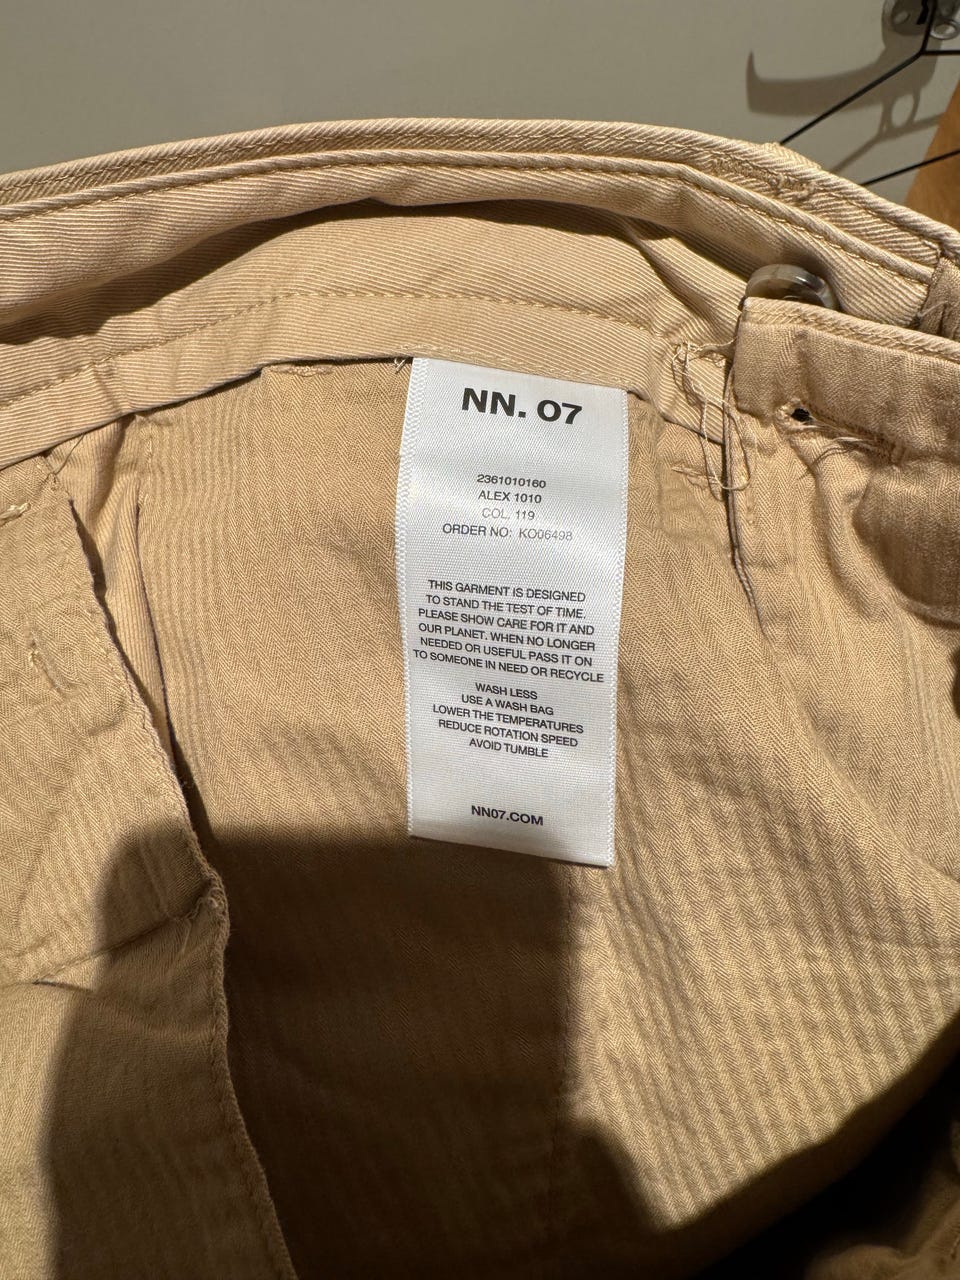 NN. 07
2361010160
ALEX 1010
COL. 119
ORDER NO: KO06498
THIS GARMENT IS DESIGNED
TO STAND THE TEST OF TIME.
PLEASE SHOW CARE FOR IT AND
OUR PLANET. WHEN NO LONGER
NEEDED OR USEFUL PASS IT ON
TO SOMEONE IN NEED OR RECYCLE
WASH LESS
USE A WASH BAG
LOWER THE TEMPERATURES
REDUCE ROTATION SPEED
AVOID TUMBLE
NN07.COM